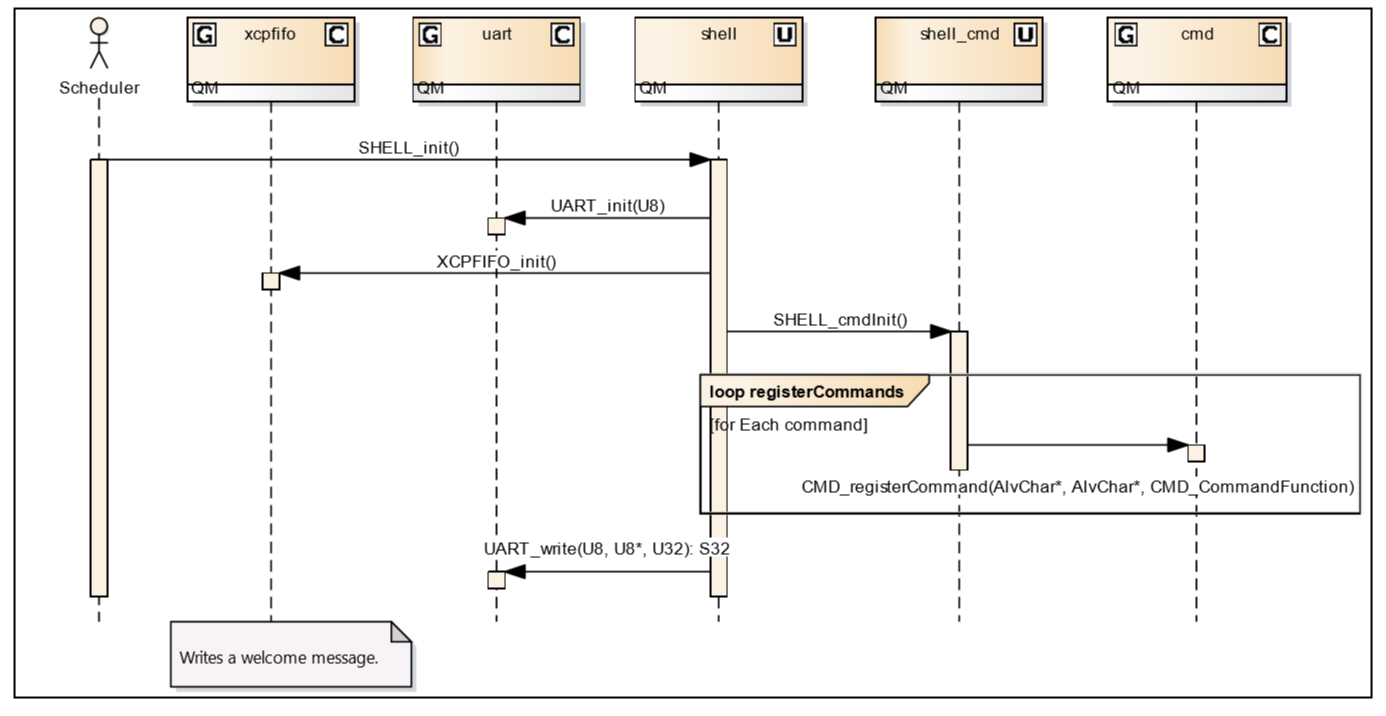 G xcpfifo C
G uart C
shell U
shell_cmd U
G cmd C
Scheduler
QM
QM
QM
QM
QM
SHELL_init()
UART_init(U8)
XCPFIFO_init()
SHELL_cmdInit()
loop registerCommands
[for Each command]
CMD_registerCommand(AlvChar*, AlvChar*, CMD_CommandFunction)
UART_write(U8, U8*, U32): S32
Writes a welcome message.